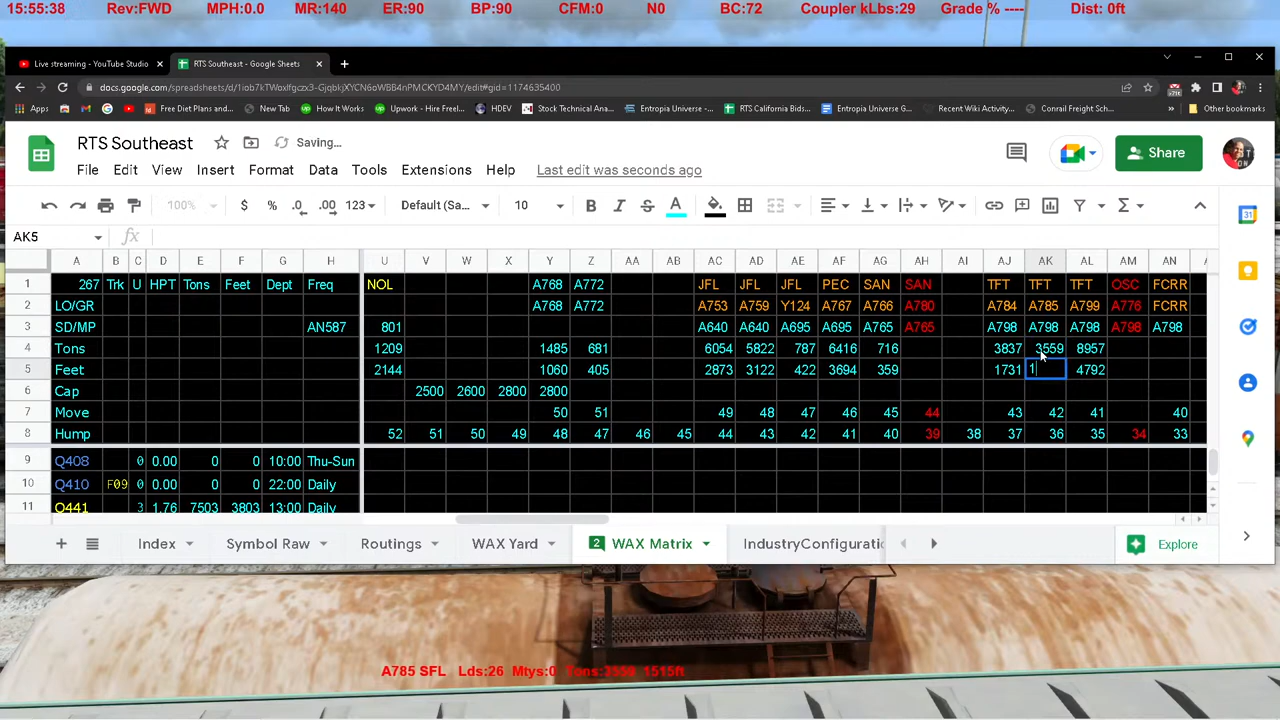 15:55:38 Rev:FWD MPH:0.0 MR:140 ER:90 BP:90 CFM:0 N0 BC:72 Coupler kLbs:29 Grade % ---- Dist: 0ft
Live streaming - YouTube Studio RTS Southeast - Google Sheets
Apps Free Diet Plans and... New Tab How It Works Upwork - Hire Freel... HDEV Stock Technical Ana... Entropia Universe -... RTS California Bids... Entropia Universe G... Recent Wiki Activity... Conrail Freight Sch... » Other bookmarks
RTS Southeast Saving... Share
File Edit Insert Format Data Tools Extensions Help Last edit was seconds ago
100% $ % .0 .00 123 Default (Sa... 10 B I S A
AK5 fx
A B C D E F G H U V W X Y Z AA AB AC AD AE AF AG AH AI AJ AK AL AM AN
1 267 Trk U HPT Tons Feet Dept Freq NOL A768 A772 JFL JFL JFL PEC SAN SAN TFT TFT TFT OSC FCRR
2 LO/GR A768 A772 A753 A759 Y124 A767 A766 A780 A784 A785 A799 A776 FCRR
3 SD/MP AN587 801 A640 A640 A695 A695 A765 A765 A798 A798 A798 A798 A798
4 Tons 1209 1485 681 6054 5822 787 6416 716 3837 3559 8957
5 Feet 2144 1060 405 2873 3122 422 3694 359 1731 1 4792
6 Cap 2500 2600 2800 2800
7 Move 50 51 49 48 47 46 45 44 43 42 41 40
8 Hump 52 51 50 49 48 47 46 45 44 43 42 41 40 39 38 37 36 35 34 33
9 Q408 0 0.00 0 0 10:00 Thu-Sun
10 Q410 F09 0 0.00 0 0 22:00 Daily
11 Q441 3 1.76 7503 3803 13:00 Daily
Index Symbol Raw Routings WAX Yard 2 WAX Matrix IndustryConfigurati Explore
A785 SFL Lds:26 Mtys:0 Tons:3559 1515ft